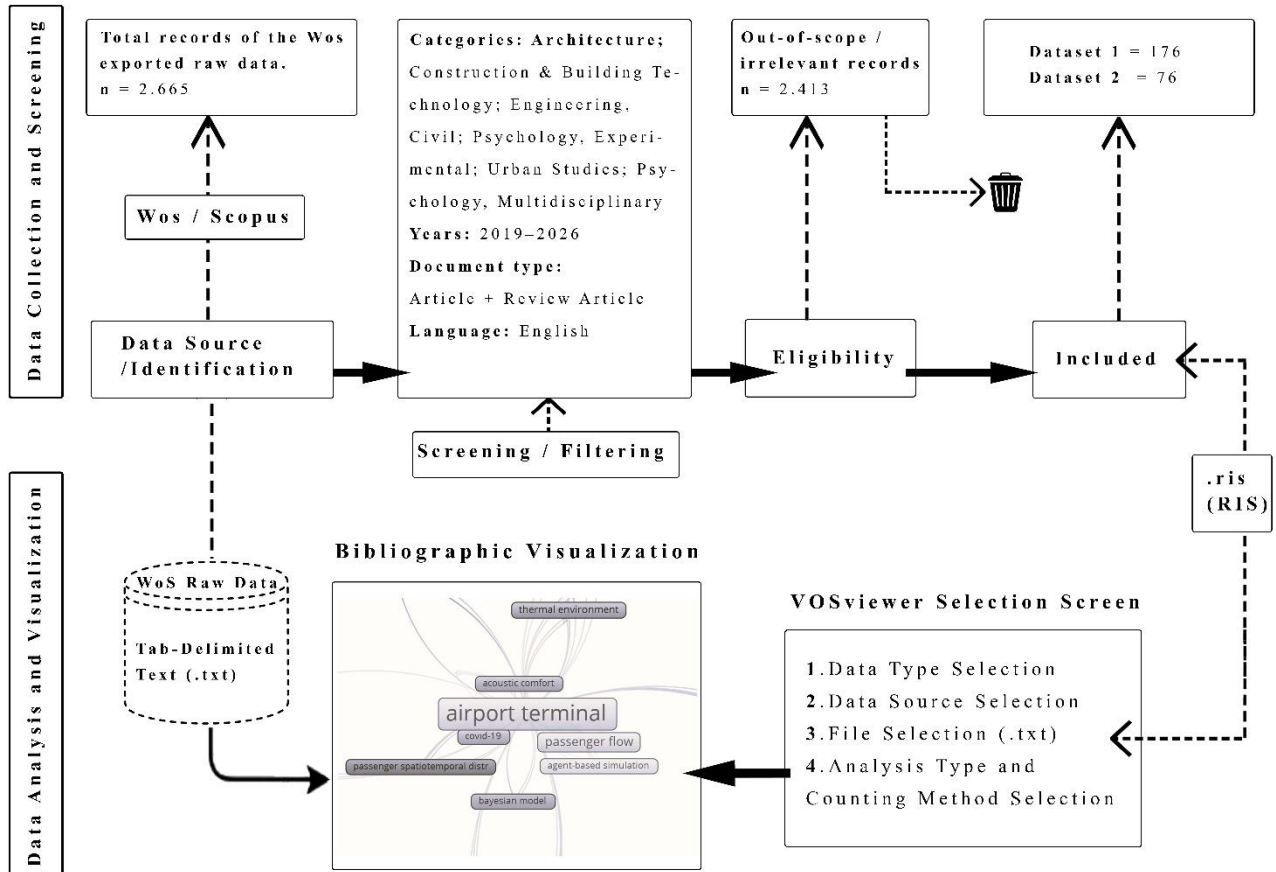 Data Collection and Screening
Total records of the Wos
exported raw data.
n = 2.665
Wos / Scopus
Data Source
/Identification
Categories: Architecture;
Construction & Building Te-
chnology; Engineering,
Civil; Psychology, Experi-
mental; Urban Studies; Psy-
chology, Multidisciplinary
Years: 2019–2026
Document type:
Article + Review Article
Language: English
Screening / Filtering
Out-of-scope /
irrelevant records
n = 2.413
Eligibility
Dataset 1 = 176
Dataset 2 = 76
Included
.ris
(RIS)
Data Analysis and Visualization
WoS Raw Data
Tab-Delimited
Text (.txt)
Bibliographic Visualization
thermal environment
acoustic comfort
airport terminal
covid-19
passenger flow
passenger spatiotemporal distr
agent-based simulation
bayesian model
VOSviewer Selection Screen
1.Data Type Selection
2.Data Source Selection
3.File Selection (.txt)
4.Analysis Type and
Counting Method Selection